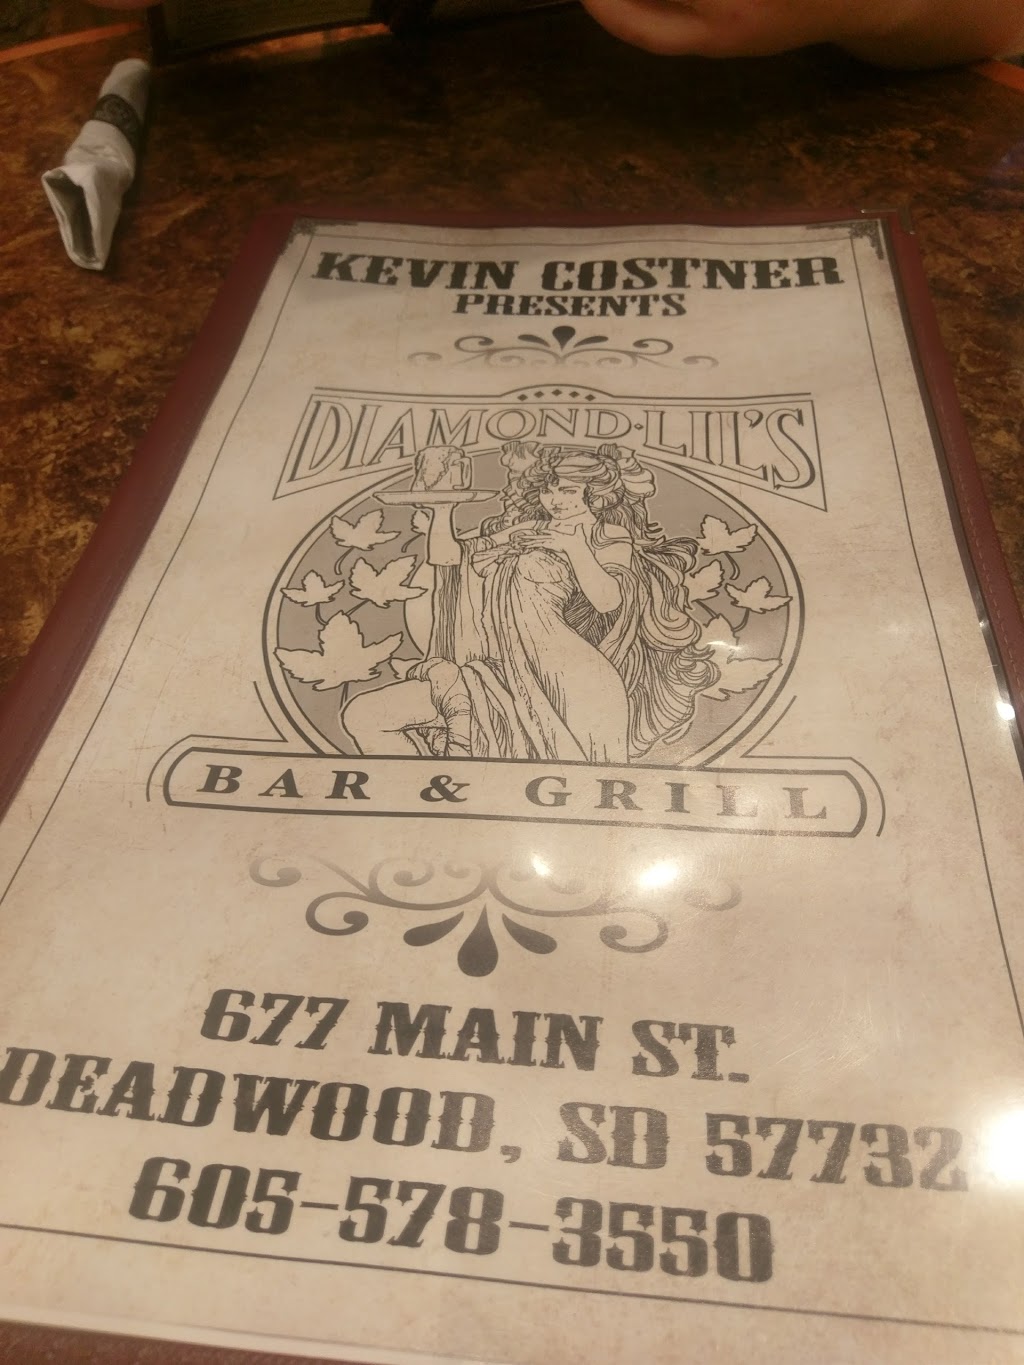 KEVIN COSTNER
PRESENTS
DIAMOND·LIL'S
BAR & GRILL
677 MAIN ST.
DEADWOOD, SD 57732
605-578-3550